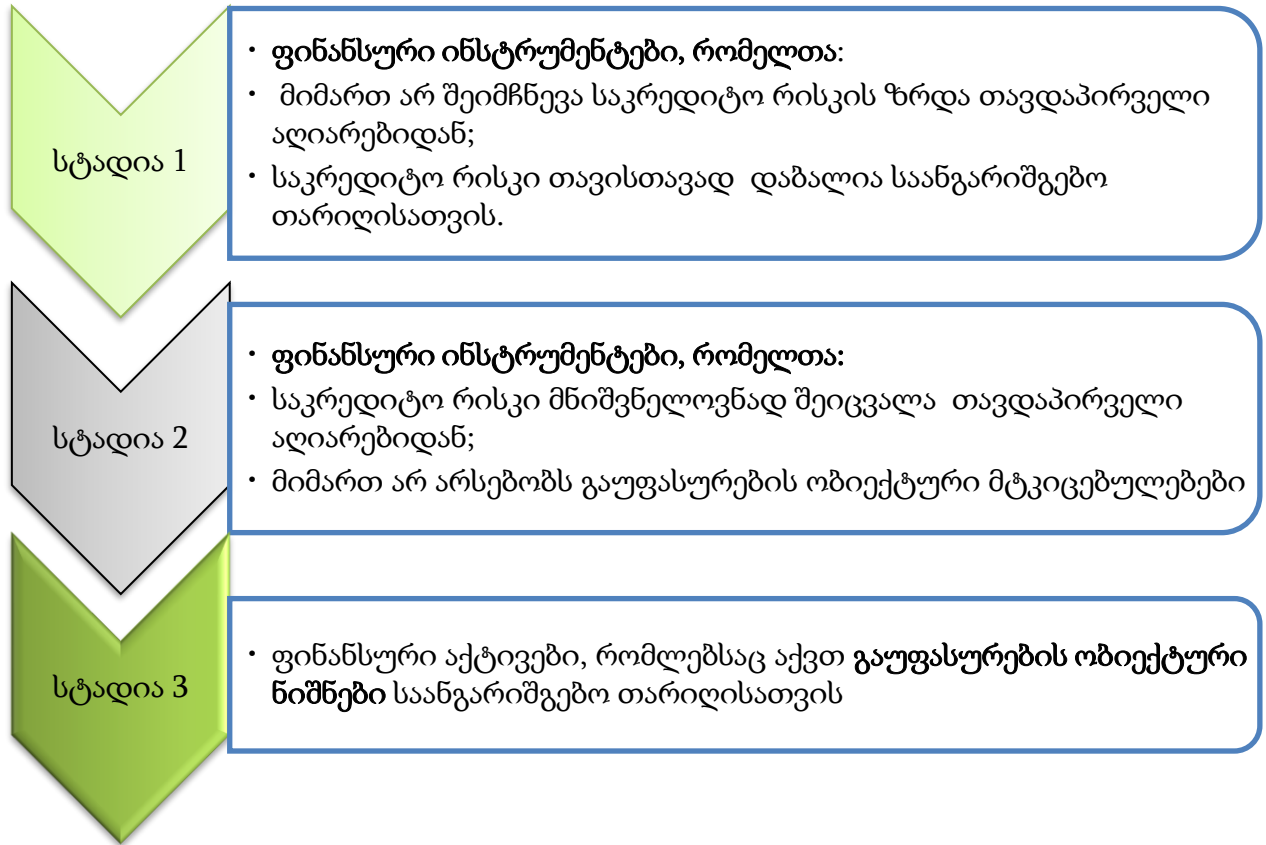 სტადია 1
• ფინანსური ინსტრუმენტები, რომელთა:
• მიმართ არ შეიმჩნევა საკრედიტო რისკის ზრდა თავდაპირველი
აღიარებიდან;
• საკრედიტო რისკი თავისთავად დაბალია საანგარიშგებო
თარიღისათვის.
სტადია 2
• ფინანსური ინსტრუმენტები, რომელთა:
• საკრედიტო რისკი მნიშვნელოვნად შეიცვალა თავდაპირველი
აღიარებიდან;
• მიმართ არ არსებობს გაუფასურების ობიექტური მტკიცებულებები
სტადია 3
• ფინანსური აქტივები, რომლებსაც აქვთ გაუფასურების ობიექტური
ნიშნები საანგარიშგებო თარიღისათვის